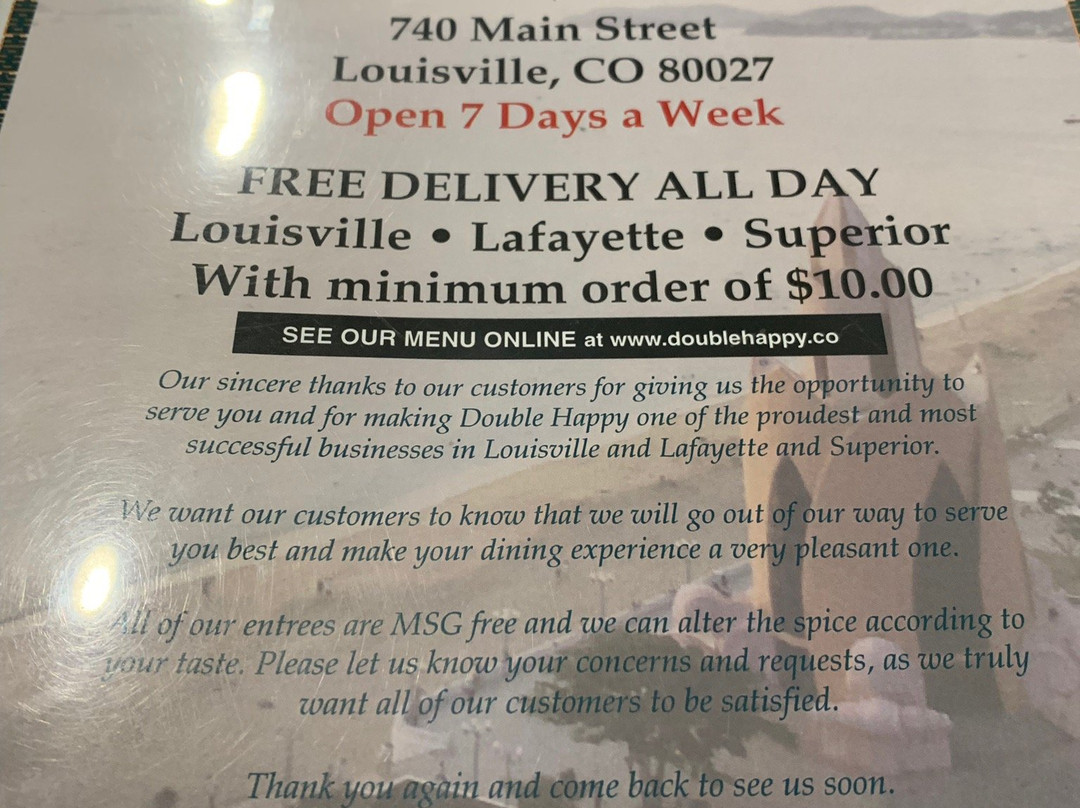 740 Main Street
Louisville, CO 80027
Open 7 Days a Week
FREE DELIVERY ALL DAY
Louisville • Lafayette • Superior
With minimum order of $10.00
SEE OUR MENU ONLINE at www.doublehappy.co
Our sincere thanks to our customers for giving us the opportunity to
serve you and for making Double Happy one of the proudest and most
successful businesses in Louisville and Lafayette and Superior.
We want our customers to know that we will go out of our way to serve
you best and make your dining experience a very pleasant one.
All of our entrees are MSG free and we can alter the spice according to
your taste. Please let us know your concerns and requests, as we truly
want all of our customers to be satisfied.
Thank you again and come back to see us soon.